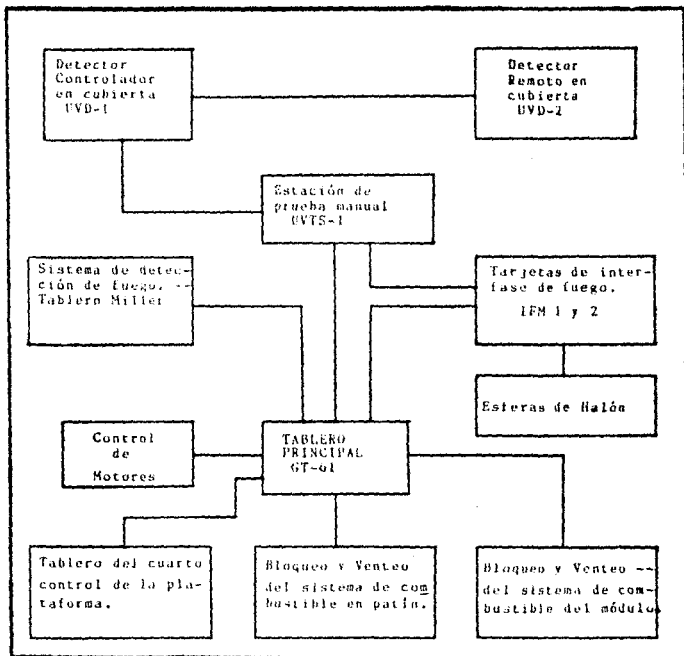 Detector
Controlador
en cubierta
UVD-1
Detector
Remoto en
cubierta
UVD-2
Estación de
prueba manual
UVTS-1
Sistema de detec-
ción de fuego. --
Tablero Miller
Tarjetas de inter-
fase de fuego.
IFM 1 y 2
Esferas de Halón
Control
de
Motores
TABLERO
PRINCIPAL
GT-61
Tablero del cuarto
control de la pla-
taforma.
Bloqueo y Venteo
del sistema de com
bustible en patín.
Bloqueo y Venteo --
del sistema de com-
bustible del módulo.